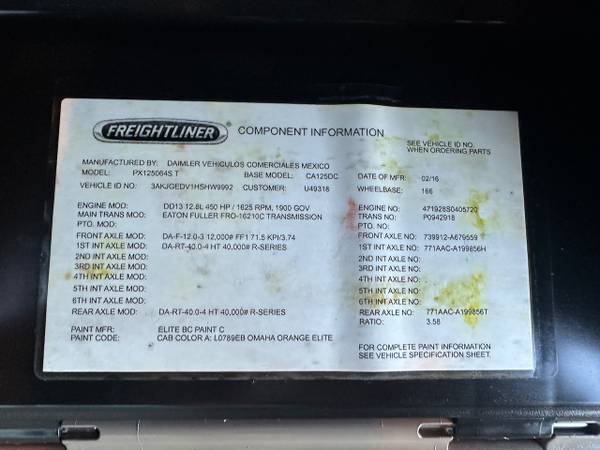 FREIGHTLINER
COMPONENT INFORMATION
SEE VEHICLE ID NO.
WHEN ORDERING PARTS
MANUFACTURED BY: DAIMLER VEHICULOS COMERCIALES MEXICO
MODEL: PX125064S T BASE MODEL: CA125DC DATE OF MFG: 02/16
VEHICLE ID NO: 3AKJGEDV1HSHW9992 CUSTOMER: U49318 WHEELBASE: 166
ENGINE MOD: DD13 12.8L 450 HP / 1625 RPM, 1900 GOV ENGINE NO: 471928S0405720
MAIN TRANS MOD: EATON FULLER FRO-16210C TRANSMISSION TRANS NO: P0942918
PTO. MOD: PTO. NO:
FRONT AXLE MOD: DA-F-12.0-3 12,000# FF1 71.5 KPI/3.74 FRONT AXLE NO: 739912-A679559
1ST INT AXLE MOD: DA-RT-40.0-4 HT 40,000# R-SERIES 1ST INT AXLE NO: 771AAC-A199856H
2ND INT AXLE MOD: 2ND INT AXLE NO:
3RD INT AXLE MOD: 3RD INT AXLE NO:
4TH INT AXLE MOD: 4TH INT AXLE NO:
5TH INT AXLE MOD: 5TH INT AXLE NO:
6TH INT AXLE MOD: 6TH INT AXLE NO:
REAR AXLE MOD: DA-RT-40.0-4 HT 40,000# R-SERIES REAR AXLE NO: 771AAC-A199856T
RATIO: 3.58
PAINT MFR: ELITE BC PAINT C
PAINT CODE: CAB COLOR A: L0789EB OMAHA ORANGE ELITE
FOR COMPLETE PAINT INFORMATION
SEE VEHICLE SPECIFICATION SHEET.